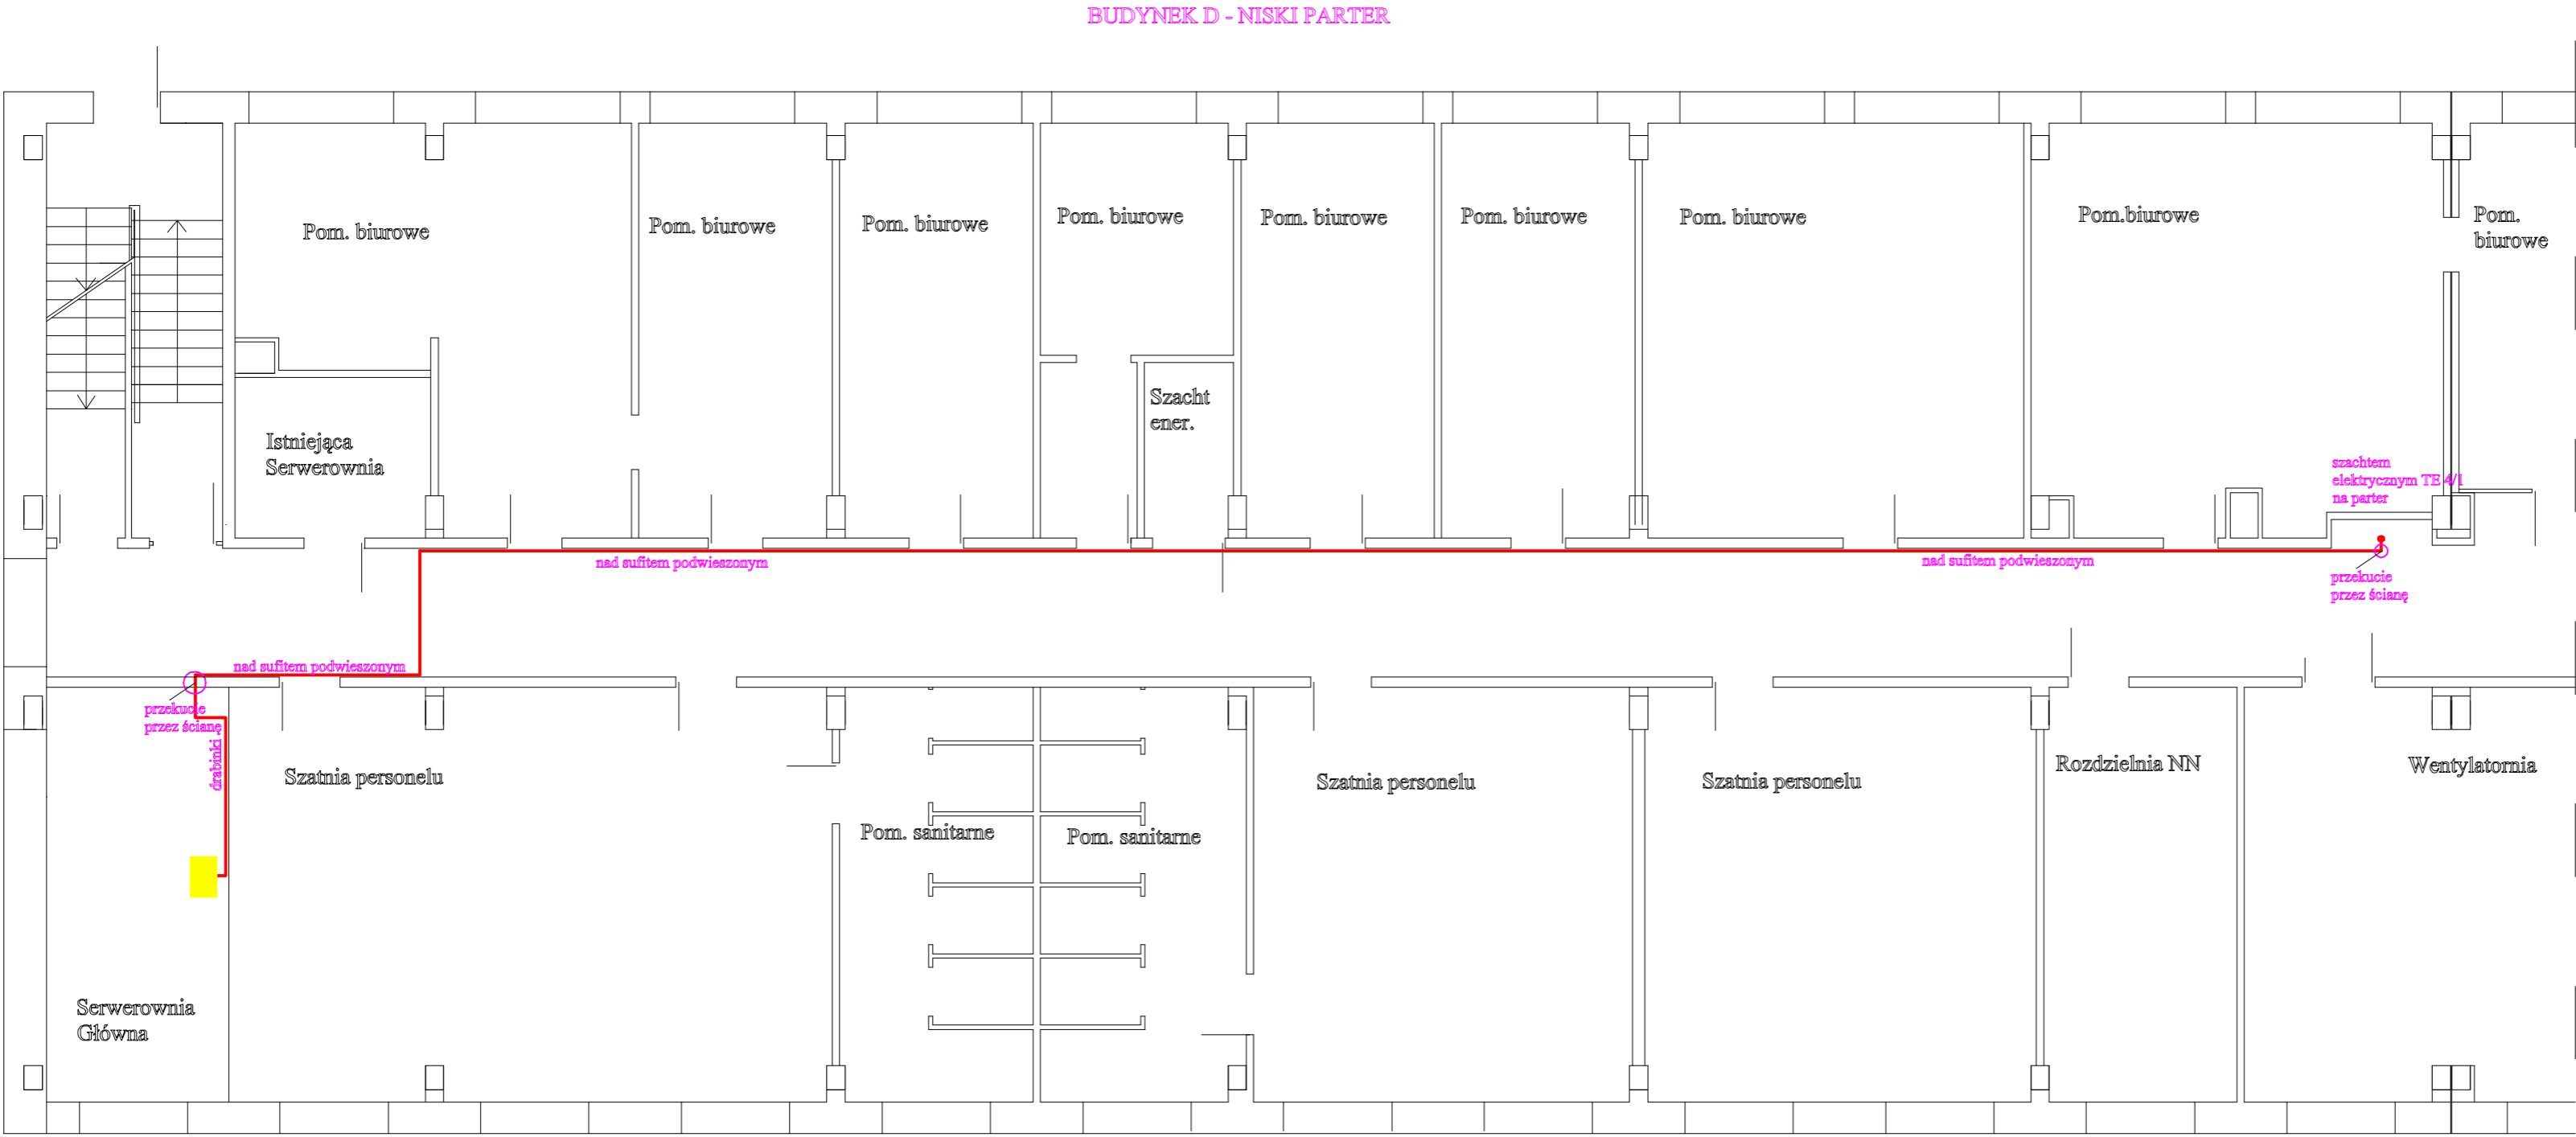 BUDYNEK D - NISKI PARTER
Pom. biurowe
Pom. biurowe
Pom. biurowe
Pom. biurowe
Pom. biurowe
Pom. biurowe
Pom. biurowe
Pom.biurowe
Pom.
biurowe
Szacht
ener.
Istniejąca
Serwerownia
szachtem
elektrycznym TE 4/1
na parter
nad sufitem podwieszonym
nad sufitem podwieszonym
przekucie
przez ścianę
nad sufitem podwieszonym
przekucie
przez ścianę
drabinki
Szatnia personelu
Pom. sanitarne
Pom. sanitarne
Szatnia personelu
Szatnia personelu
Rozdzielnia NN
Wentylatornia
Serwerownia
Główna